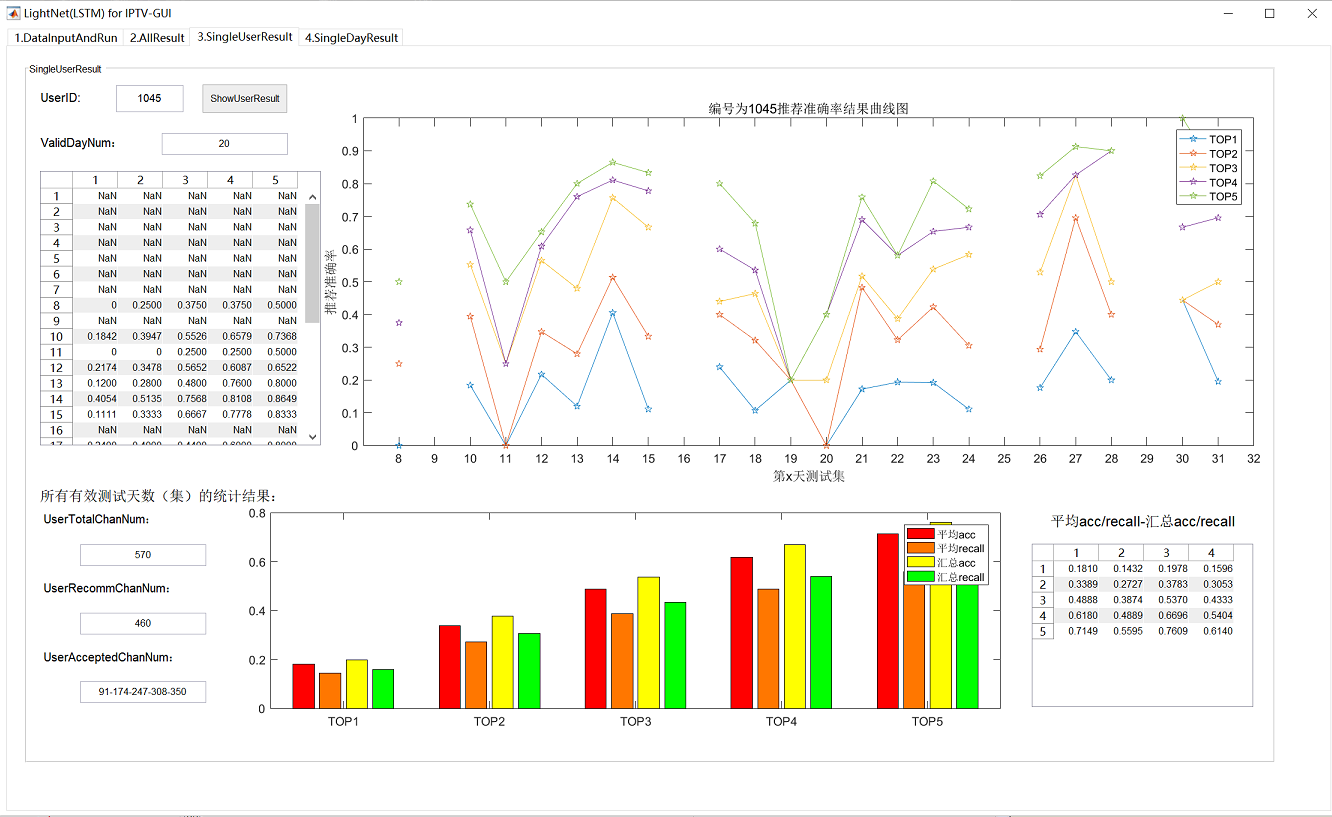 LightNet(LSTM) for IPTV-GUI
1.DataInputAndRun 2.AllResult 3.SingleUserResult 4.SingleDayResult
SingleUserResult
UserID: 1045 ShowUserResult
ValidDayNum: 20
1 2 3 4 5
1 NaN NaN NaN NaN NaN
2 NaN NaN NaN NaN NaN
3 NaN NaN NaN NaN NaN
4 NaN NaN NaN NaN NaN
5 NaN NaN NaN NaN NaN
6 NaN NaN NaN NaN NaN
7 NaN NaN NaN NaN NaN
8 0 0.2500 0.3750 0.3750 0.5000
9 NaN NaN NaN NaN NaN
10 0.1842 0.3947 0.5526 0.6579 0.7368
11 0 0 0.2500 0.2500 0.5000
12 0.2174 0.3478 0.5652 0.6087 0.6522
13 0.1200 0.2800 0.4800 0.7600 0.8000
14 0.4054 0.5135 0.7568 0.8108 0.8649
15 0.1111 0.3333 0.6667 0.7778 0.8333
16 NaN NaN NaN NaN NaN
编号为1045推荐准确率结果曲线图
1
0.9
0.8
0.7
0.6
0.5
0.4
0.3
0.2
0.1
0
推荐准确率
TOP1
TOP2
TOP3
TOP4
TOP5
8 9 10 11 12 13 14 15 16 17 18 19 20 21 22 23 24 25 26 27 28 29 30 31 32
第x天测试集
所有有效测试天数（集）的统计结果：
UserTotalChanNum:
570
UserRecommChanNum:
460
UserAcceptedChanNum:
91-174-247-308-350
0.8
0.6
0.4
0.2
0
平均acc
平均recall
汇总acc
汇总recall
TOP1 TOP2 TOP3 TOP4 TOP5
平均acc/recall-汇总acc/recall
1 2 3 4
1 0.1810 0.1432 0.1978 0.1596
2 0.3389 0.2727 0.3783 0.3053
3 0.4888 0.3874 0.5370 0.4333
4 0.6180 0.4889 0.6696 0.5404
5 0.7149 0.5595 0.7609 0.6140